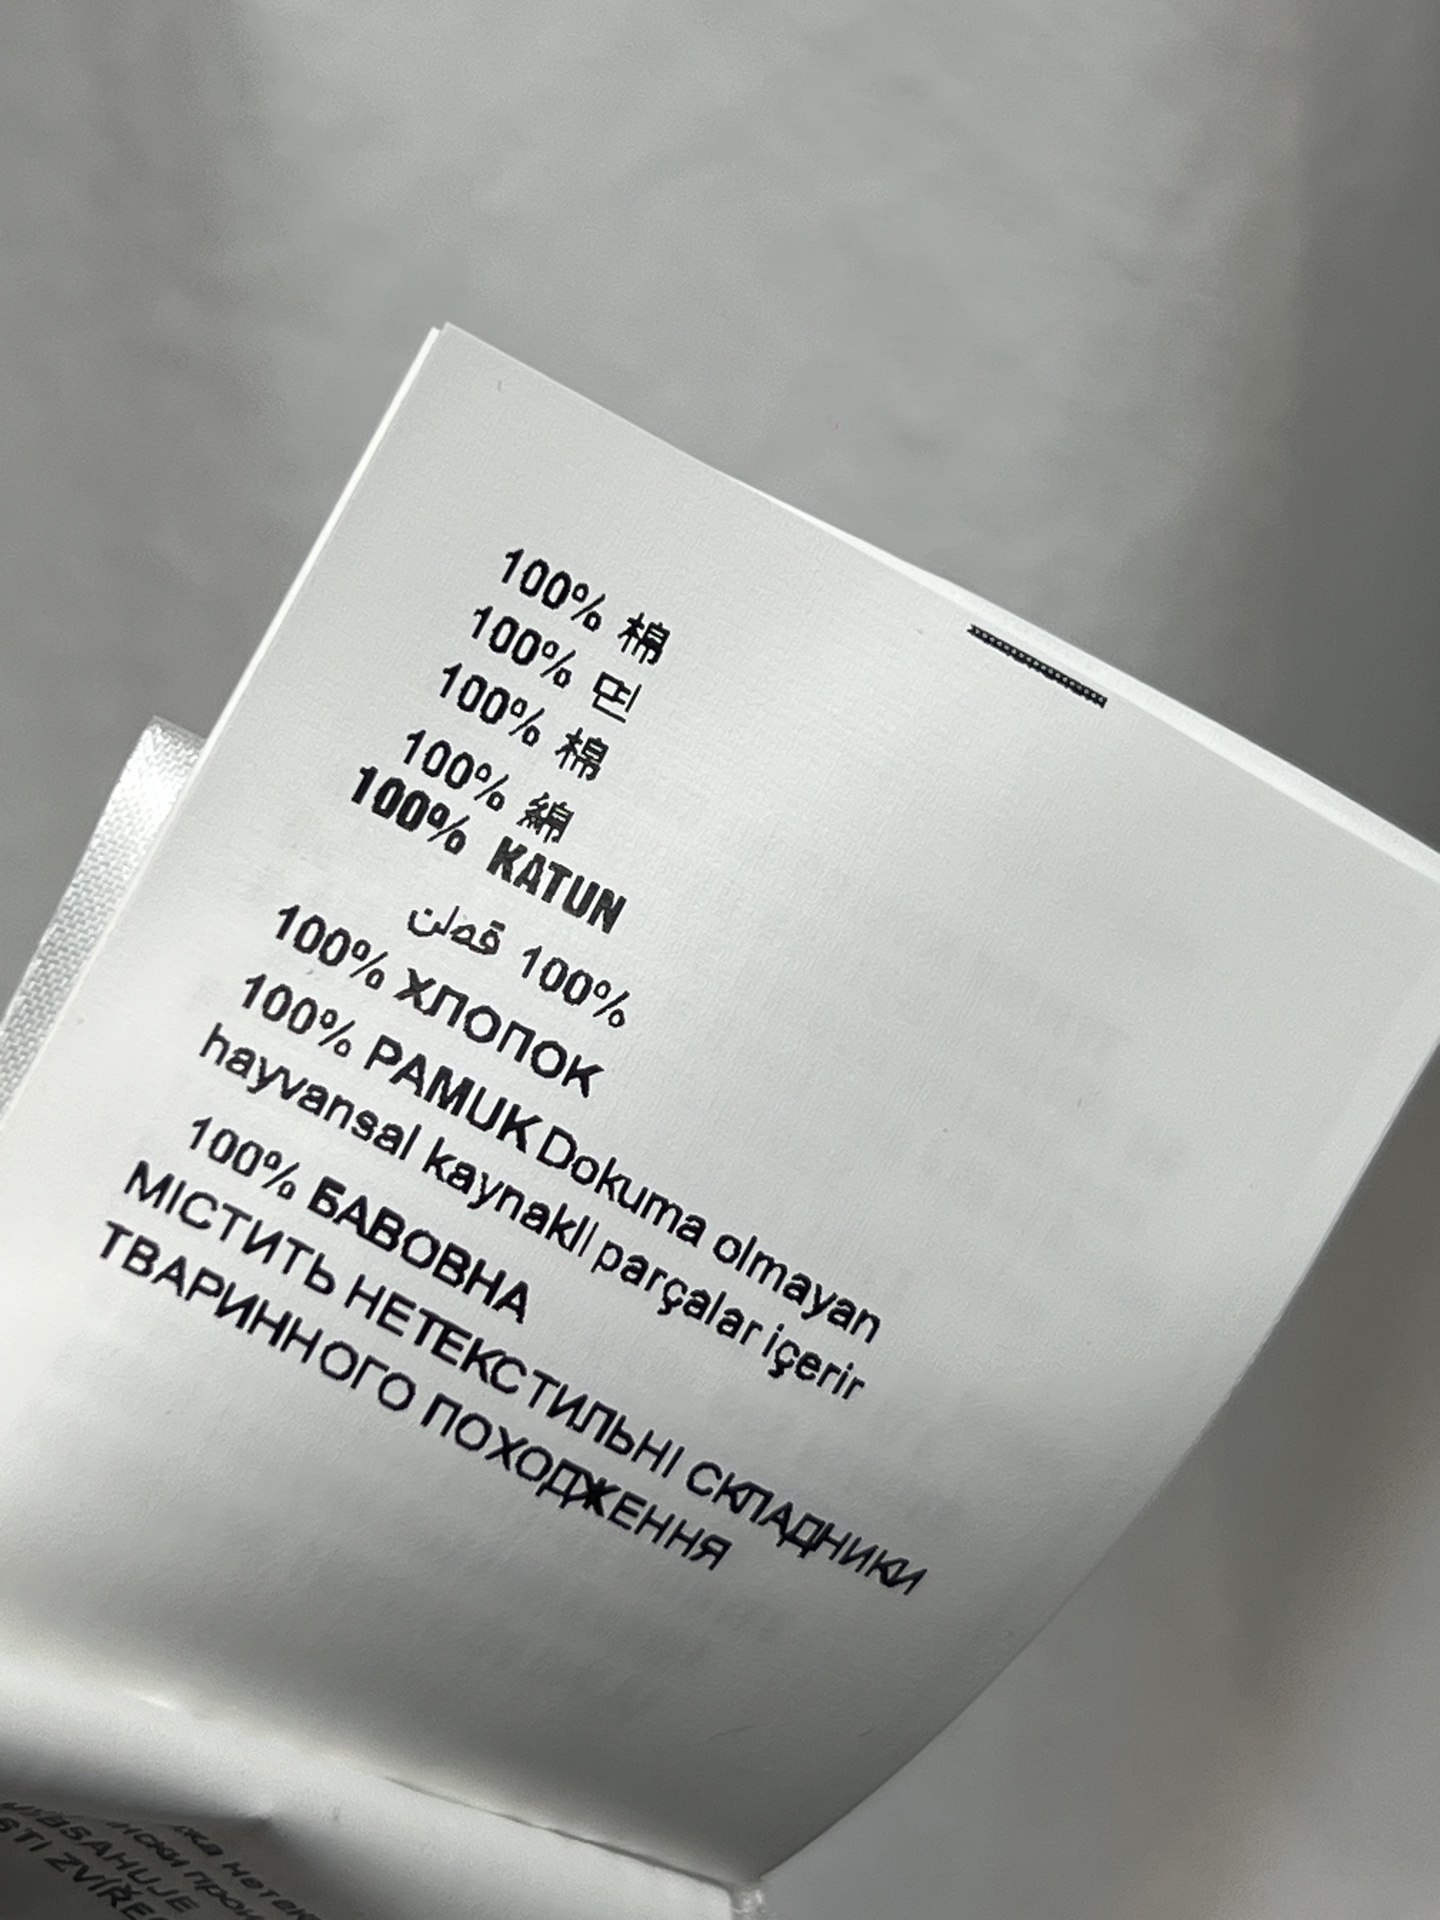 100% 棉
100% 면
100% 棉
100% 綿
100% KATUN
100% قطن
100% ХЛОПОК
100% PAMUK Dokuma olmayan
hayvansal kaynaklı parçalar içerir
100% БАВОВНА
МІСТИТЬ НЕТЕКСТИЛЬНІ СКЛАДНИКИ
ТВАРИННОГО ПОХОДЖЕННЯ